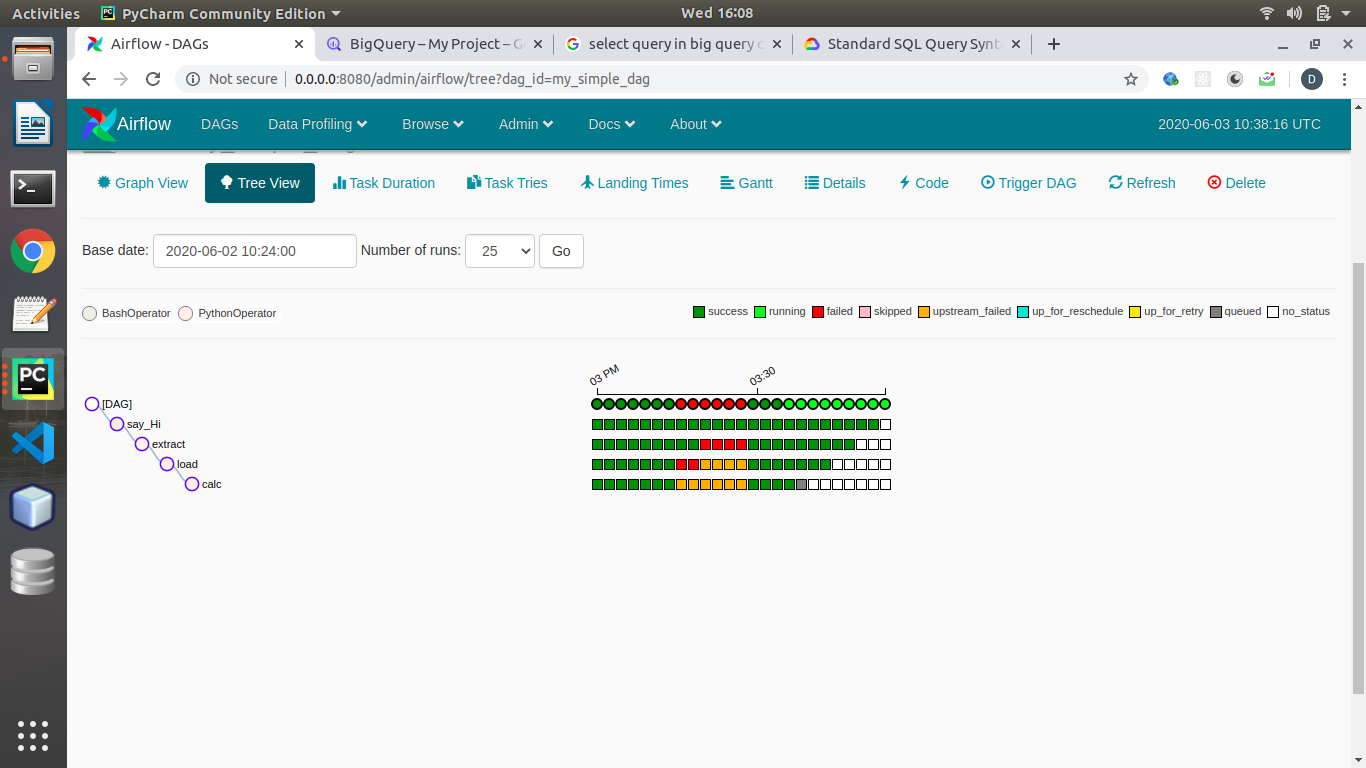 Activities PyCharm Community Edition Wed 16:08
Airflow - DAGs BigQuery – My Project – G select query in big query Standard SQL Query Synt
Not secure 0.0.0.0:8080/admin/airflow/tree?dag_id=my_simple_dag D
Airflow DAGs Data Profiling Browse Admin Docs About 2020-06-03 10:38:16 UTC
Graph View Tree View Task Duration Task Tries Landing Times Gantt Details Code Trigger DAG Refresh Delete
Base date: 2020-06-02 10:24:00 Number of runs: 25 Go
BashOperator PythonOperator success running failed skipped upstream_failed up_for_reschedule up_for_retry queued no_status
03 PM 03:30
[DAG]
say_Hi
extract
load
calc
PC